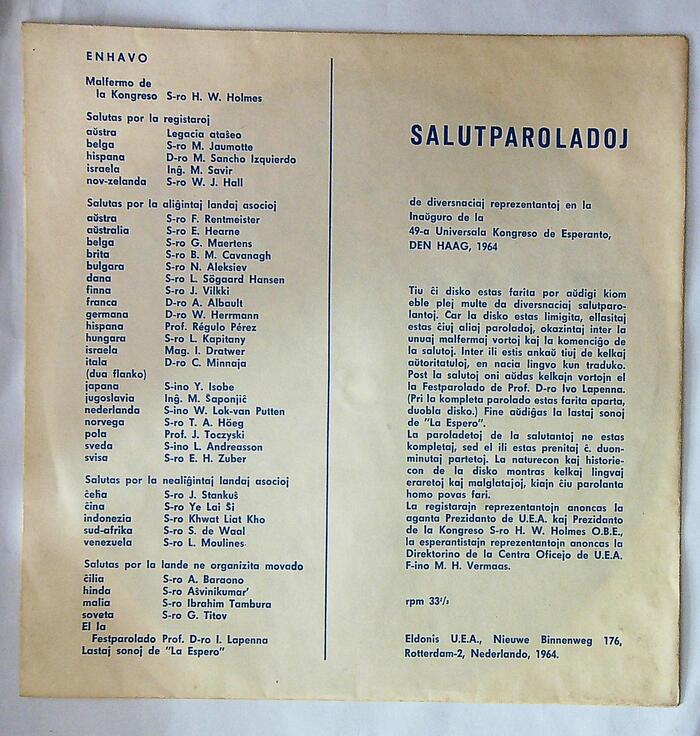 ENHAVO
Malfermo de
la Kongreso S-ro H. W. Holmes
Salutas por la registaroj
aŭstra Legacia ataŝeo
belga S-ro M. Jaumotte
hispana D-ro M. Sancho Izquierdo
israela Inĝ. M. Savir
nov-zelanda S-ro W. J. Hall
Salutas por la aliĝintaj landaj asocioj
aŭstra S-ro F. Rentmeister
aŭstralia S-ro E. Hearne
belga S-ro G. Maertens
brita S-ro B. M. Cavanagh
bulgara S-ro N. Aleksiev
dana S-ro L. Sögaard Hansen
finna S-ro J. Vilkki
franca D-ro A. Albault
germana D-ro W. Herrmann
hispana Prof. Régulo Pérez
hungara S-ro L. Kapitany
israela Mag. I. Dratwer
itala D-ro C. Minnaja
(dua flanko)
japana S-ino Y. Isobe
jugoslavia Inĝ. M. Ŝaponjiĉ
nederlanda S-ino W. Lok-van Putten
norvega S-ro T. A. Höeg
pola Prof. J. Toczyski
sveda S-ino L. Andreasson
svisa S-ro E. H. Zuber
Salutas por la nealiĝintaj landaj asocioj
ĉeĥa S-ro J. Stankuŝ
ĉina S-ro Ye Lai Si
indonezia S-ro Khwat Liat Kho
sud-afrika S-ro S. de Waal
venezuela S-ro L. Moulines
Salutas por la lande ne organizita movado
ĉilia S-ro A. Baraono
hinda S-ro Aŝvinikumar'
malia S-ro Ibrahim Tambura
soveta S-ro G. Titov
El la
Festparolado Prof. D-ro I. Lapenna
Lastaj sonoj de "La Espero"
SALUTPAROLADOJ
de diversnaciaj reprezentantoj en la
Inaŭguro de la
49-a Universala Kongreso de Esperanto,
DEN HAAG, 1964
Tiu ĉi disko estas farita por aŭdigi kiom
eble plej multe da diversnaciaj salutparo-
lantoj. Ĉar la disko estas limigita, ellasitaj
estas ĉiuj aliaj paroladoj, okazintaj inter la
unuaj malfermaj vortoj kaj la komenciĝo de
la salutoj. Inter ili estis ankaŭ tiuj de kelkaj
aŭtoritatuloj, en nacia lingvo kun traduko.
Post la salutoj oni aŭdas kelkajn vortojn el
la Festparolado de Prof. D-ro Ivo Lapenna.
(Pri la kompleta parolado estas farita aparta,
duobla disko.) Fine aŭdiĝas la lastaj sonoj
de "La Espero".
La paroladetoj de la salutantoj ne estas
kompletaj, sed el ili estas prenitaj ĉ. duon-
minutaj partetoj. La naturecon kaj historie-
con de la disko montras kelkaj lingvaj
eraretoj kaj malglatajoj, kiajn ĉiu parolanta
homo povas fari.
La registarajn reprezentantojn anoncas la
aganta Prezidanto de U.E.A. kaj Prezidanto
de la Kongreso S-ro H. W. Holmes O.B.E.,
la esperantistajn reprezentantojn anoncas la
Direktorino de la Centra Oficejo de U.E.A.
F-ino M. H. Vermaas.
rpm 33¹/₃
Eldonis U.E.A., Nieuwe Binnenweg 176,
Rotterdam-2, Nederlando, 1964.